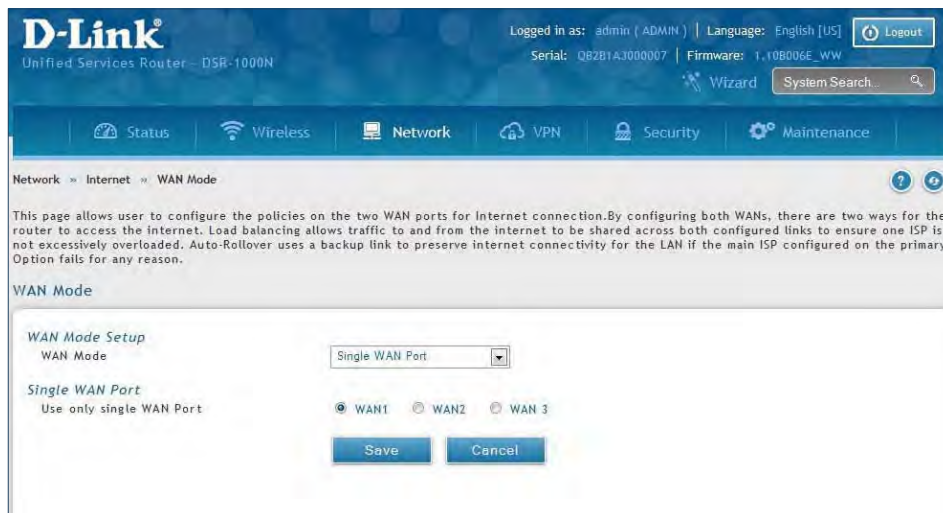 D-Link®
Unified Services Router - DSR-1000N
Logged in as: admin ( ADMIN ) | Language: English [US]
Logout
Serial: QB2B1A3000007 | Firmware: 1.10B006E_WW
Wizard
System Search...
Status
Wireless
Network
VPN
Security
Maintenance
Network » Internet » WAN Mode
?
This page allows user to configure the policies on the two WAN ports for Internet connection.By configuring both WANs, there are two ways for the
router to access the internet. Load balancing allows traffic to and from the internet to be shared across both configured links to ensure one ISP is
not excessively overloaded. Auto-Rollover uses a backup link to preserve internet connectivity for the LAN if the main ISP configured on the primary
Option fails for any reason.
WAN Mode
WAN Mode Setup
WAN Mode
Single WAN Port
Single WAN Port
Use only single WAN Port
WAN1 WAN2 WAN 3
Save
Cancel